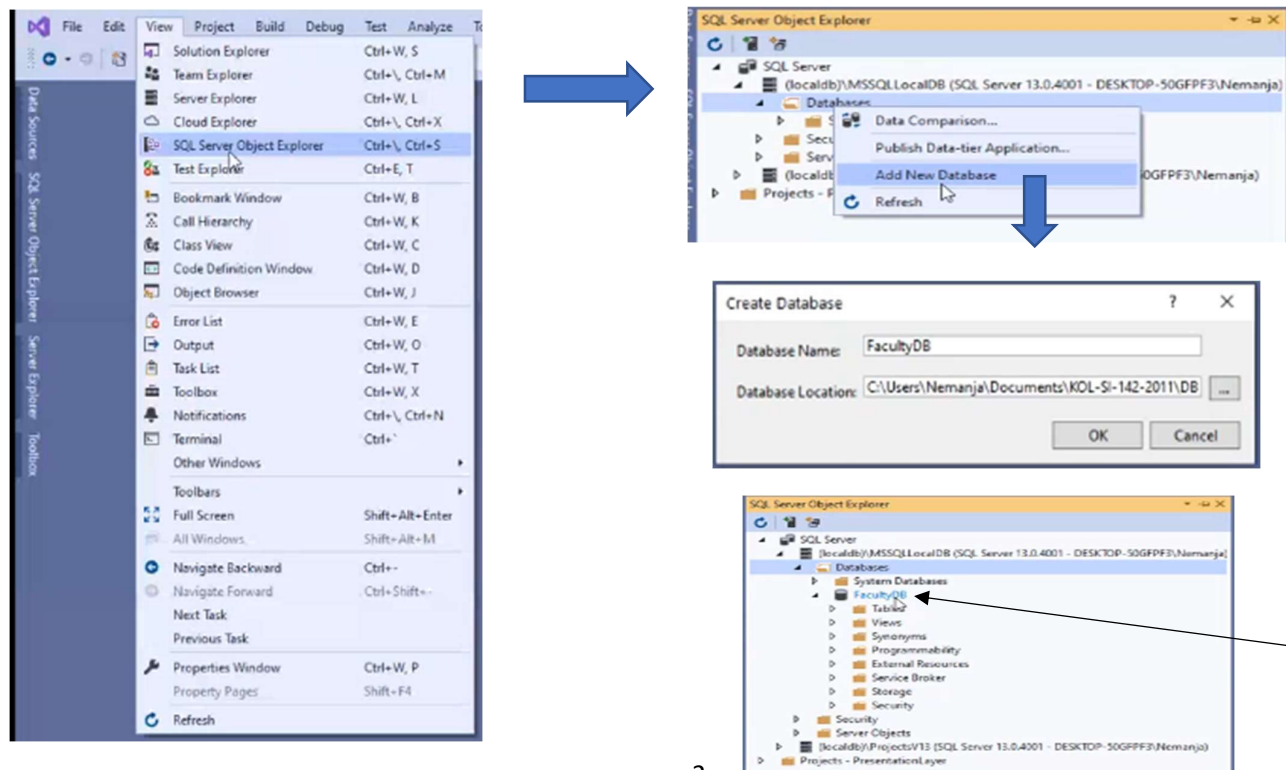 File Edit View Project Build Debug Test Analyze
Data Sources
SQL Server Object Explorer
Server Explorer
Toolbox
Solution Explorer Ctrl+W, S
Team Explorer Ctrl+\, Ctrl+M
Server Explorer Ctrl+W, L
Cloud Explorer Ctrl+\, Ctrl+X
SQL Server Object Explorer Ctrl+\, Ctrl+S
Test Explorer Ctrl+E, T
Bookmark Window Ctrl+W, B
Call Hierarchy Ctrl+W, K
Class View Ctrl+W, C
Code Definition Window Ctrl+W, D
Object Browser Ctrl+W, J
Error List Ctrl+W, E
Output Ctrl+W, O
Task List Ctrl+W, T
Toolbox Ctrl+W, X
Notifications Ctrl+\, Ctrl+N
Terminal Ctrl+`
Other Windows
Toolbars
Full Screen Shift+Alt+Enter
All Windows Shift+Alt+M
Navigate Backward Ctrl+-
Navigate Forward Ctrl+Shift+-
Next Task
Previous Task
Properties Window Ctrl+W, P
Property Pages Shift+F4
Refresh
SQL Server Object Explorer
SQL Server
(localdb)\MSSQLLocalDB (SQL Server 13.0.4001 - DESKTOP-50GFPF3\Nemanja)
Databases
Data Comparison...
Publish Data-tier Application...
Add New Database
Refresh
0GFPF3\Nemanja)
Create Database ? ×
Database Name: FacultyDB
Database Location: C:\Users\Nemanja\Documents\KOL-SI-142-2011\DB ...
OK Cancel
SQL Server Object Explorer
SQL Server
(localdb)\MSSQLLocalDB (SQL Server 13.0.4001 - DESKTOP-50GFPF3\Nemanja)
Databases
System Databases
FacultyDB
Tables
Views
Synonyms
Programmability
External Resources
Service Broker
Storage
Security
Security
Server Objects
(localdb)\ProjectsV13 (SQL Server 13.0.4001 - DESKTOP-50GFPF3\Nemanja)
Projects - PresentationLayer